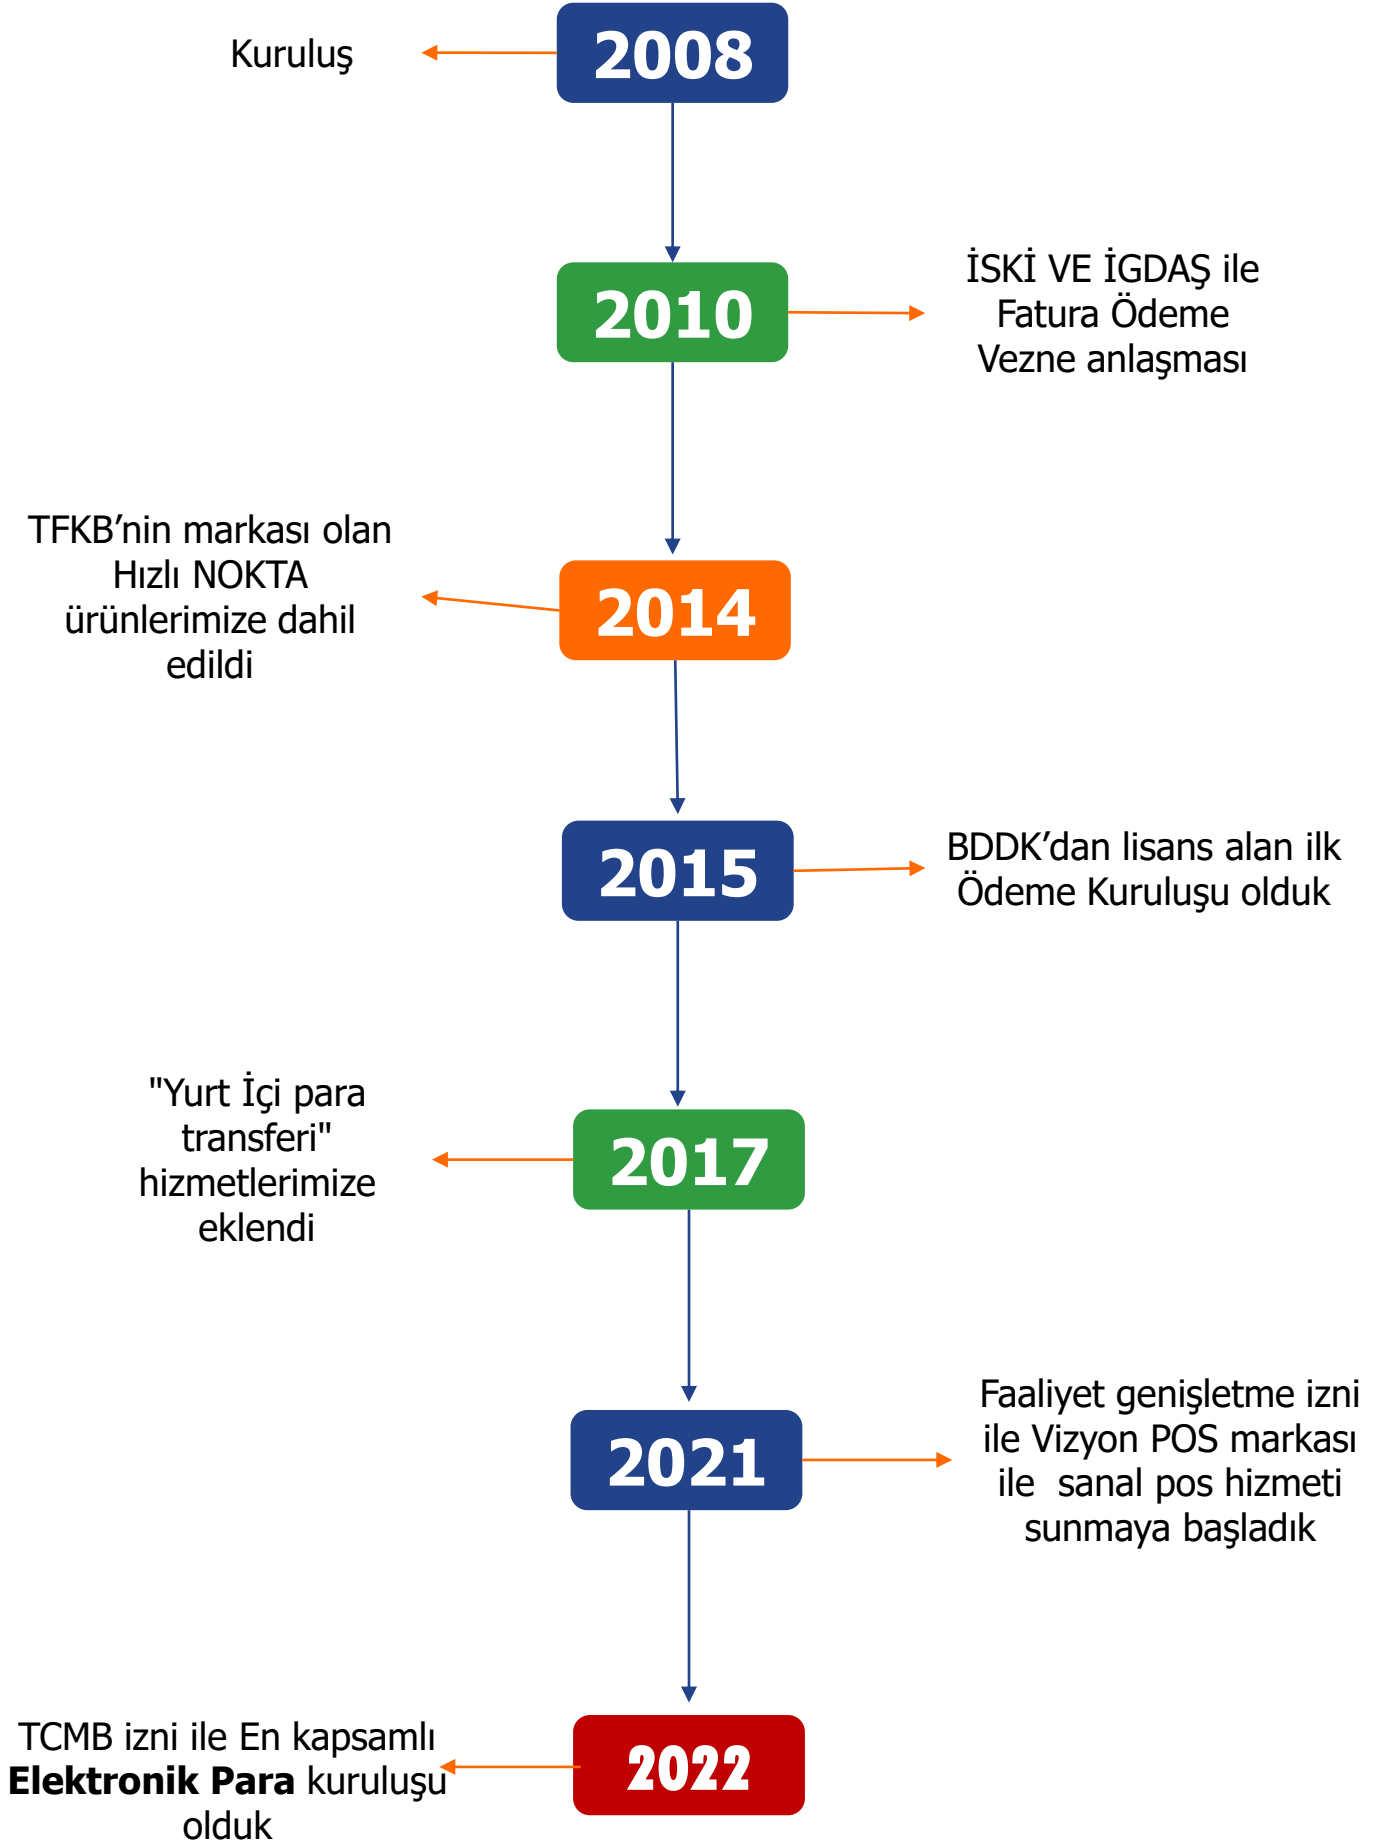 Kuruluş
2008
2010
İSKİ VE İGDAŞ ile
Fatura Ödeme
Vezne anlaşması
TFKB’nin markası olan
Hızlı NOKTA
ürünlerimize dahil
edildi
2014
2015
BDDK’dan lisans alan ilk
Ödeme Kuruluşu olduk
"Yurt İçi para
transferi"
hizmetlerimize
eklendi
2017
2021
Faaliyet genişletme izni
ile Vizyon POS markası
ile  sanal pos hizmeti
sunmaya başladık
TCMB izni ile En kapsamlı
Elektronik Para kuruluşu
olduk
2022